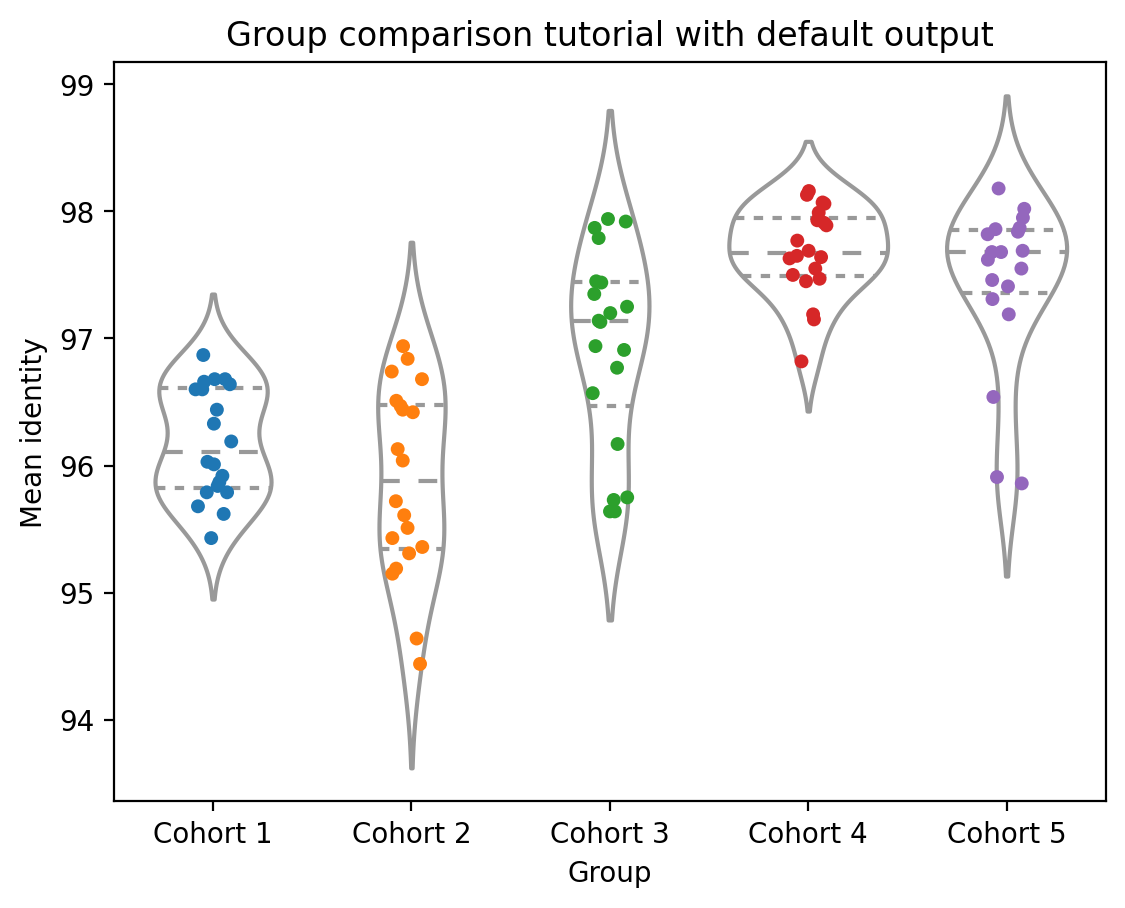 Group comparison tutorial with default output
99
98
97
96
95
94
Mean identity
Cohort 1
Cohort 2
Cohort 3
Cohort 4
Cohort 5
Group